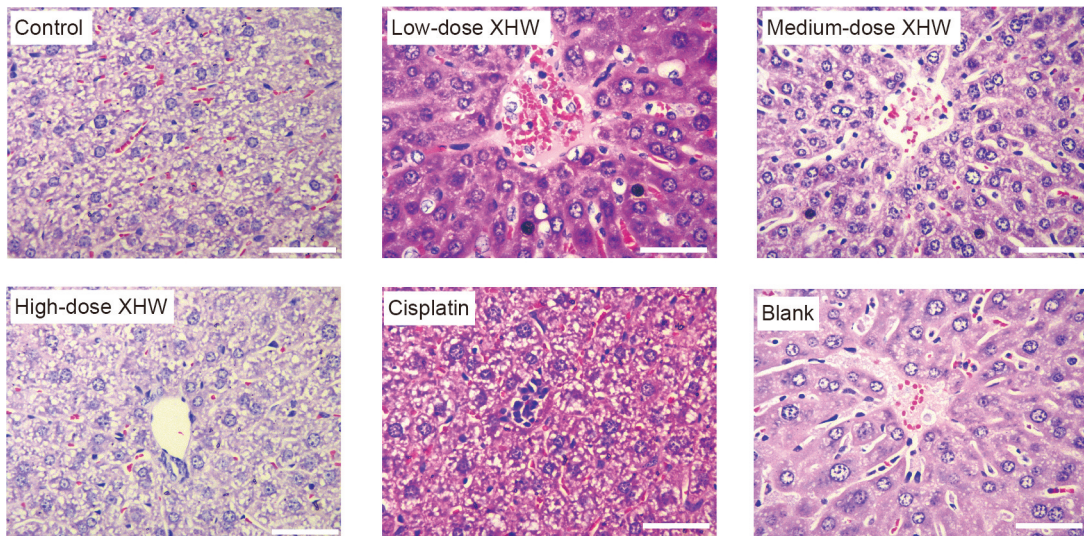 Control
Low-dose XHW
Medium-dose XHW
High-dose XHW
Cisplatin
Blank